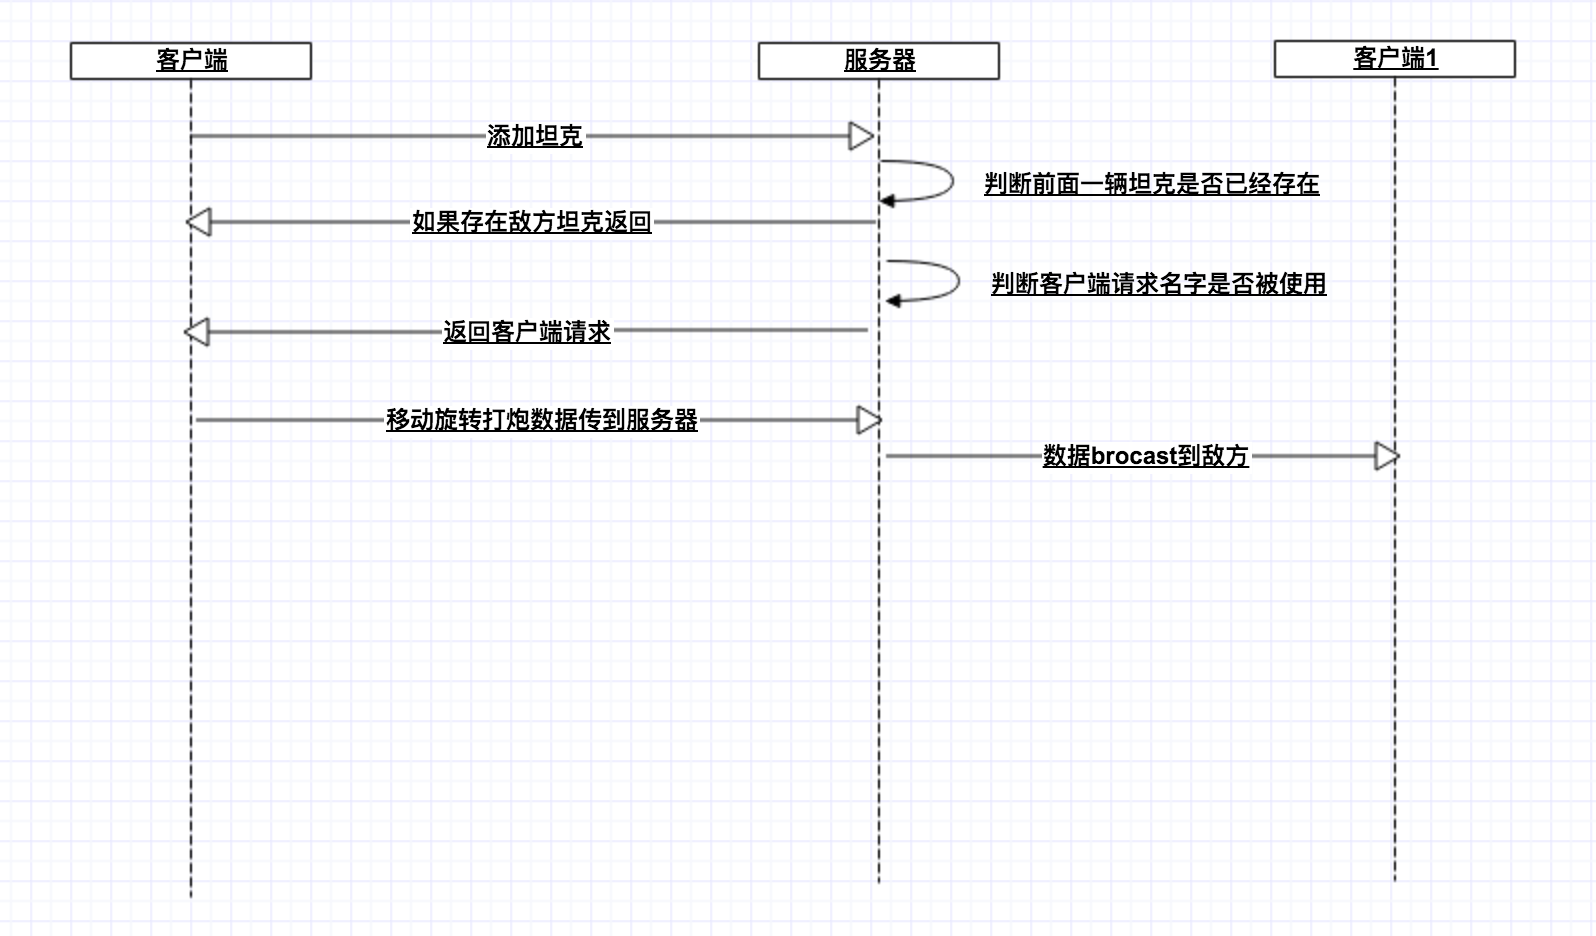 客户端
服务器
客户端1
添加坦克
判断前面一辆坦克是否已经存在
如果存在敌方坦克返回
判断客户端请求名字是否被使用
返回客户端请求
移动旋转打炮数据传到服务器
数据brocast到敌方